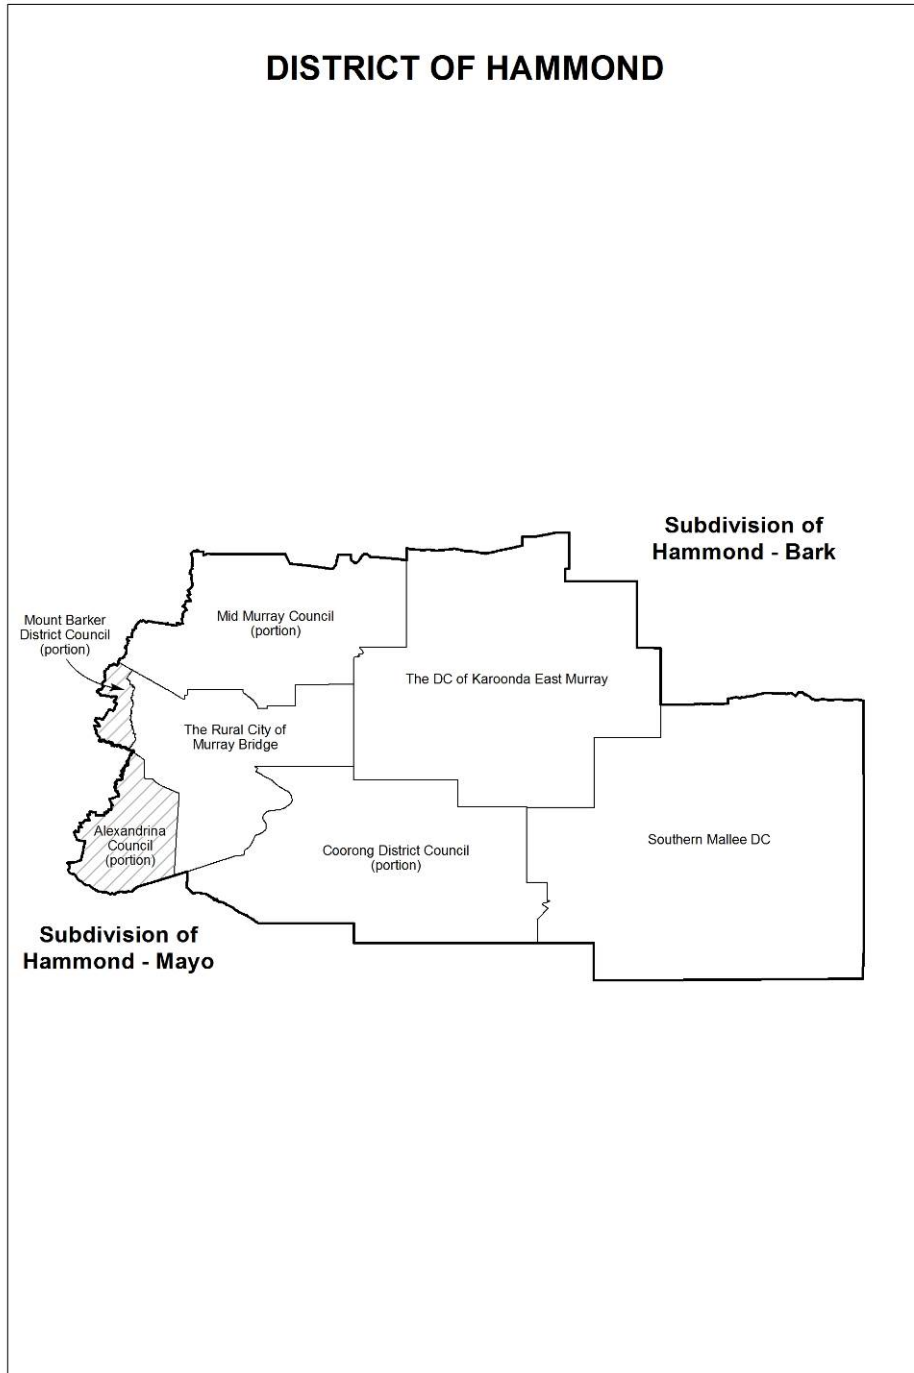 DISTRICT OF HAMMOND
Subdivision of
Hammond - Bark
Mount Barker
District Council
(portion)
Mid Murray Council
(portion)
The DC of Karoonda East Murray
The Rural City of
Murray Bridge
Alexandrina
Council
(portion)
Coorong District Council
(portion)
Southern Mallee DC
Subdivision of
Hammond - Mayo